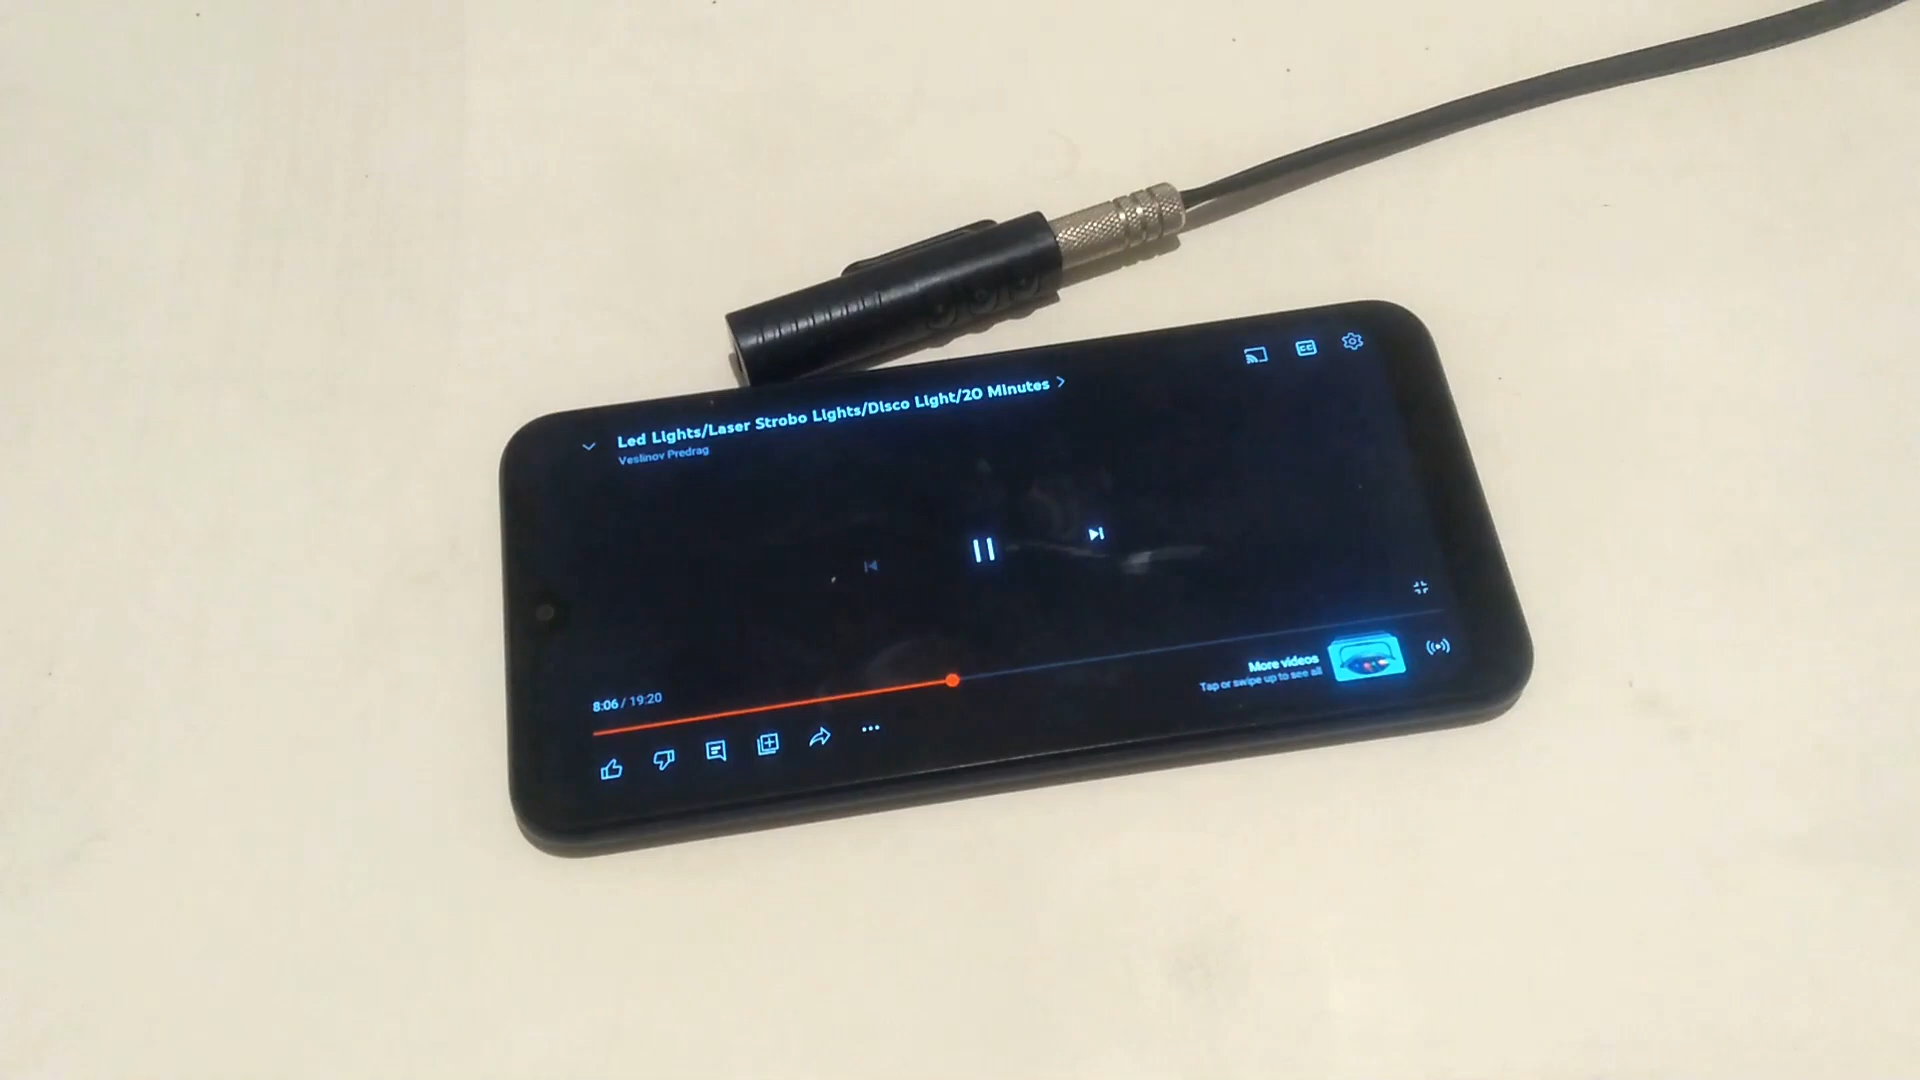 Led Lights/Laser Strobo Lights/Disco Light/20 Minutes
Veslinov Predrag
CC
8:06 / 19:20
More videos
Tap or swipe up to see all